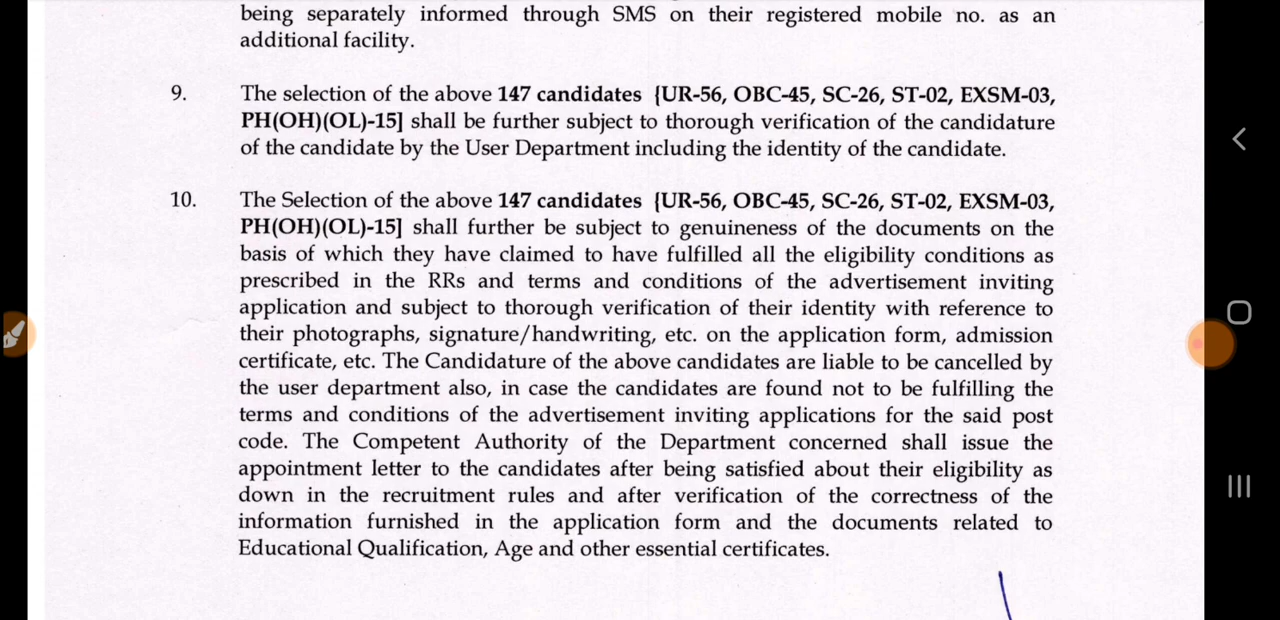 being separately informed through SMS on their registered mobile no. as an
additional facility.
9. The selection of the above 147 candidates {UR-56, OBC-45, SC-26, ST-02, EXSM-03,
PH(OH)(OL)-15] shall be further subject to thorough verification of the candidature
of the candidate by the User Department including the identity of the candidate.
10. The Selection of the above 147 candidates {UR-56, OBC-45, SC-26, ST-02, EXSM-03,
PH(OH)(OL)-15] shall further be subject to genuineness of the documents on the
basis of which they have claimed to have fulfilled all the eligibility conditions as
prescribed in the RRs and terms and conditions of the advertisement inviting
application and subject to thorough verification of their identity with reference to
their photographs, signature/handwriting, etc. on the application form, admission
certificate, etc. The Candidature of the above candidates are liable to be cancelled by
the user department also, in case the candidates are found not to be fulfilling the
terms and conditions of the advertisement inviting applications for the said post
code. The Competent Authority of the Department concerned shall issue the
appointment letter to the candidates after being satisfied about their eligibility as
down in the recruitment rules and after verification of the correctness of the
information furnished in the application form and the documents related to
Educational Qualification, Age and other essential certificates.